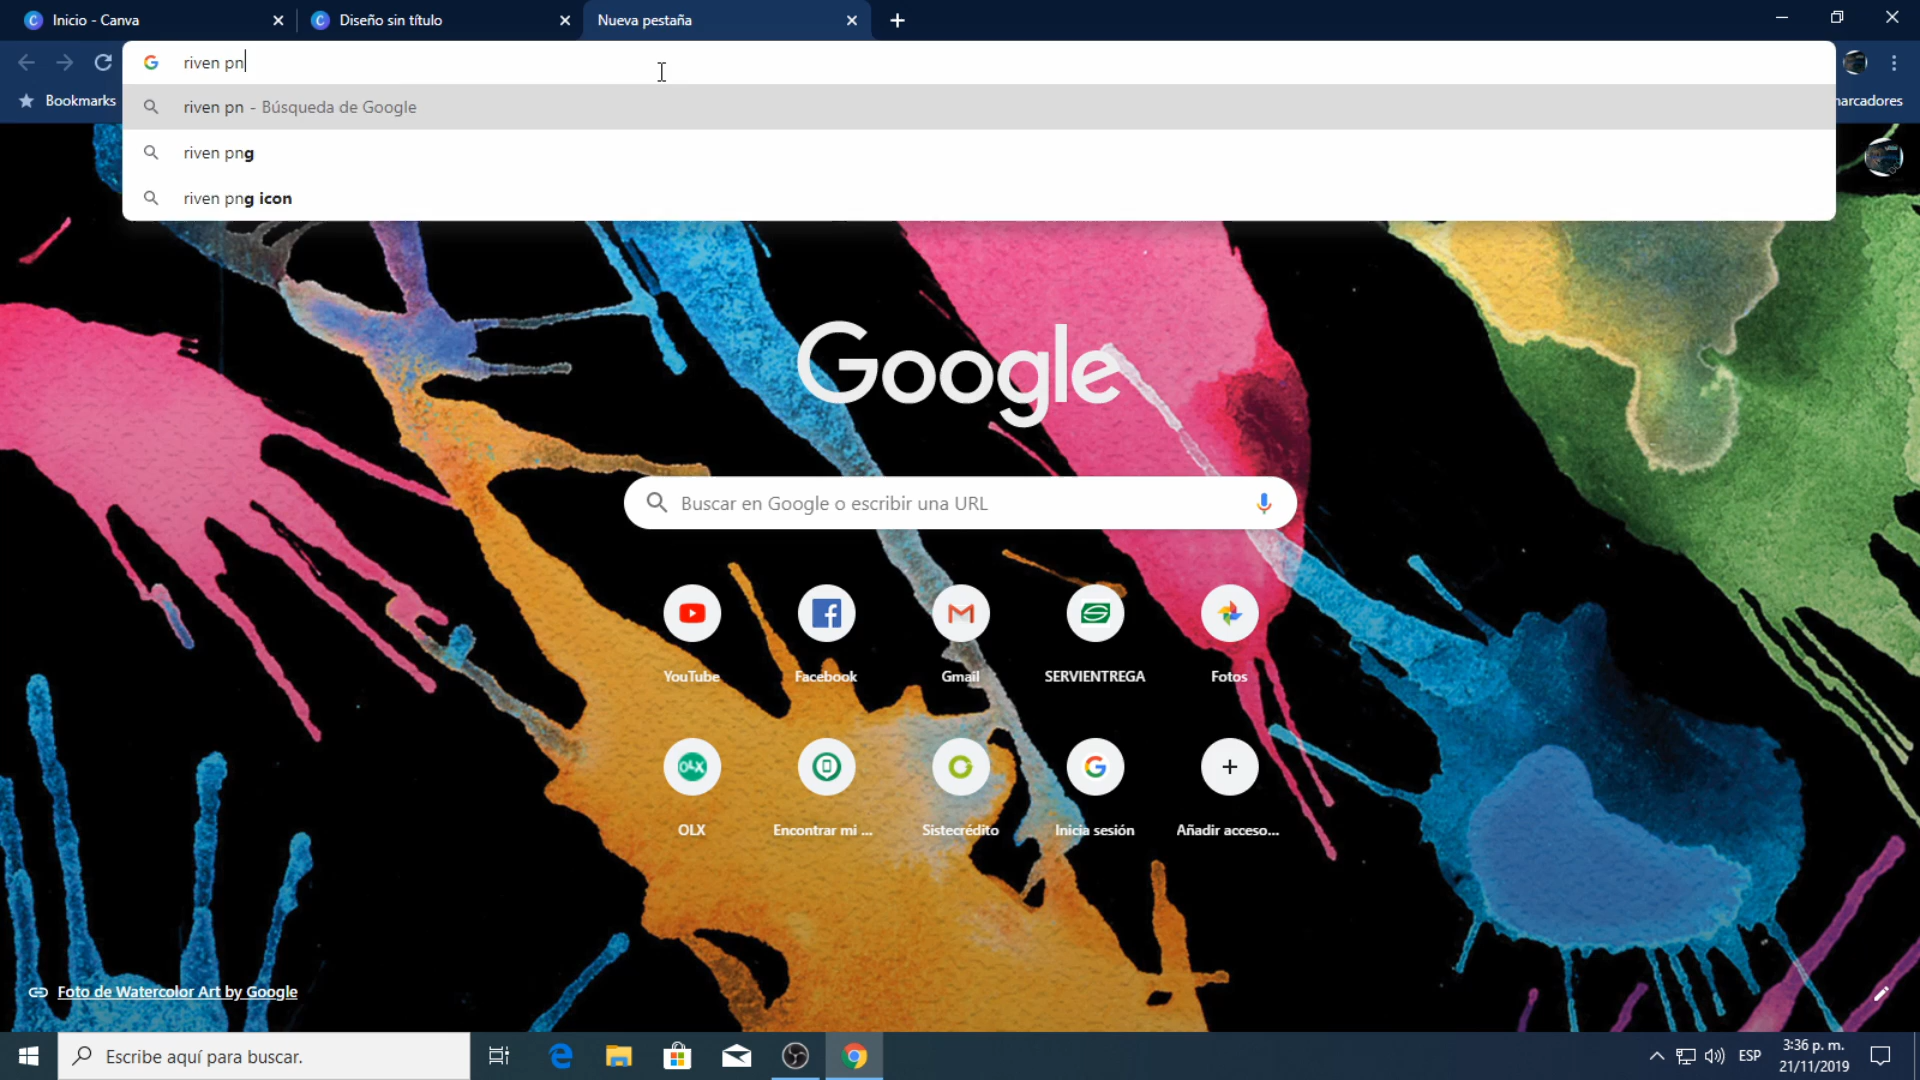 Inicio - Canva
Diseño sin título
Nueva pestaña
riven pn
Bookmarks
riven pn - Búsqueda de Google
riven png
riven png icon
marcadores
Google
Buscar en Google o escribir una URL
YouTube
Facebook
Gmail
SERVIENTREGA
Fotos
OLX
OLX
Encontrar mi ...
Sistecrédito
Inicia sesión
Añadir acceso...
Foto de Watercolor Art by Google
Escribe aquí para buscar.
ESP
3:36 p. m.
21/11/2019